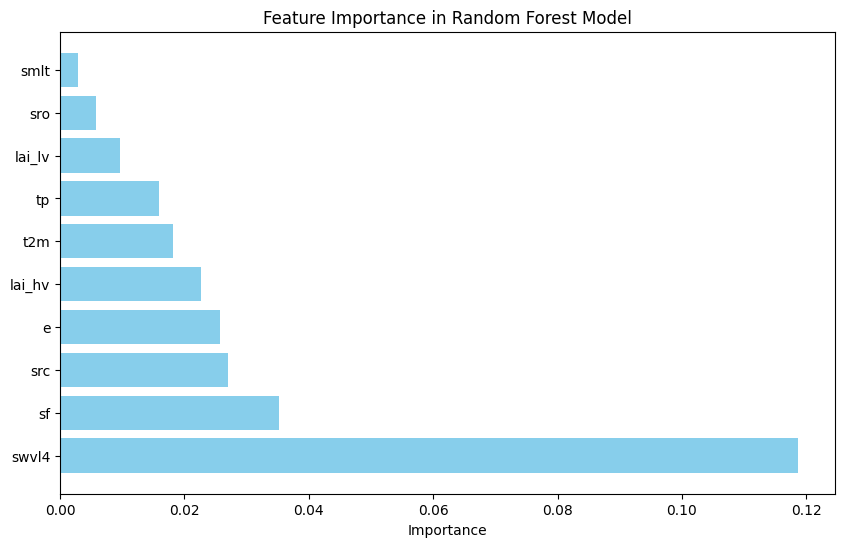 Feature Importance in Random Forest Model
smlt
sro
lai_lv
tp
t2m
lai_hv
e
src
sf
swvl4
0.00 0.02 0.04 0.06 0.08 0.10 0.12
Importance